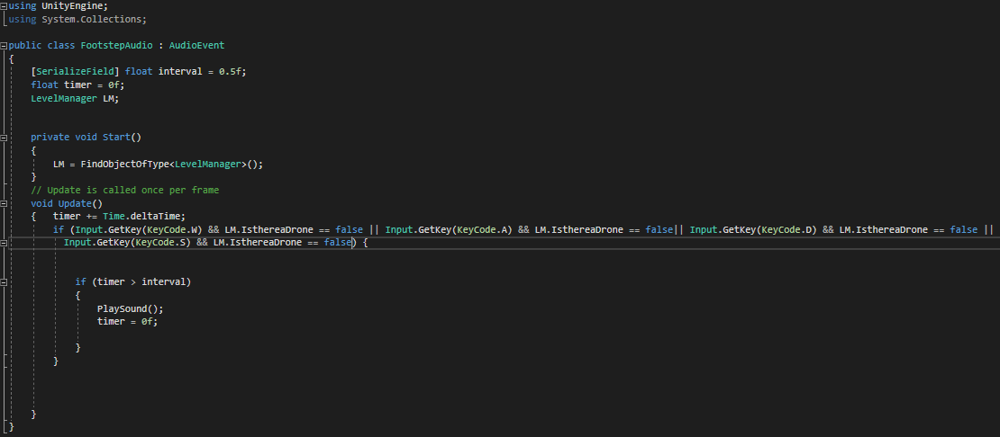 using UnityEngine;
using System.Collections;
public class FootstepAudio : AudioEvent
{
[SerializeField] float interval = 0.5f;
float timer = 0f;
LevelManager LM;
private void Start()
{
LM = FindObjectOfType<LevelManager>();
}
// Update is called once per frame
void Update()
{ timer += Time.deltaTime;
if (Input.GetKey(KeyCode.W) && LM.IsthereaDrone == false || Input.GetKey(KeyCode.A) && LM.IsthereaDrone == false|| Input.GetKey(KeyCode.D) && LM.IsthereaDrone == false ||
Input.GetKey(KeyCode.S) && LM.IsthereaDrone == false) {
if (timer > interval)
{
PlaySound();
timer = 0f;
}
}
}
}